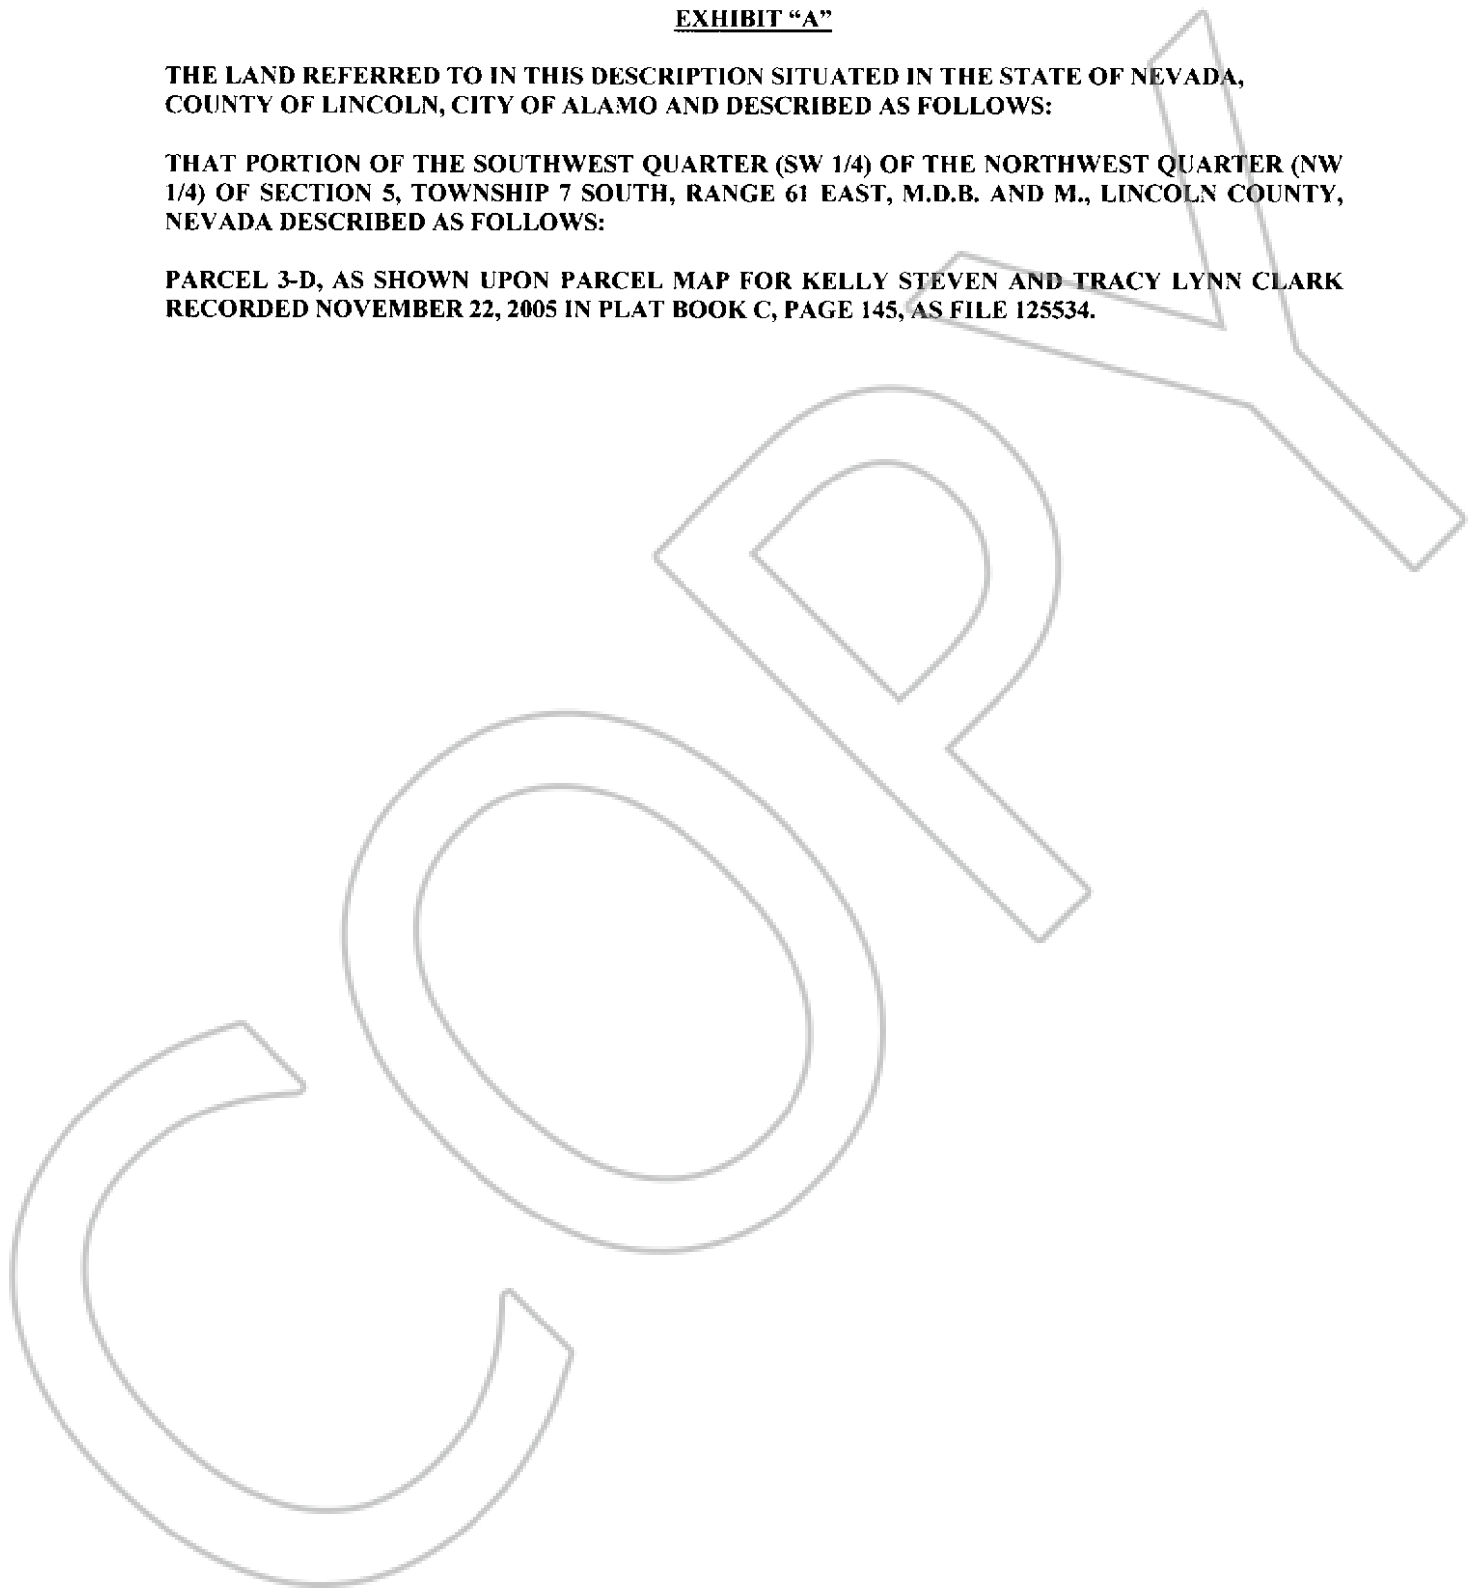 EXHIBIT “A”
THE LAND REFERRED TO IN THIS DESCRIPTION SITUATED IN THE STATE OF NEVADA,
COUNTY OF LINCOLN, CITY OF ALAMO AND DESCRIBED AS FOLLOWS:
THAT PORTION OF THE SOUTHWEST QUARTER (SW 1/4) OF THE NORTHWEST QUARTER (NW
1/4) OF SECTION 5, TOWNSHIP 7 SOUTH, RANGE 61 EAST, M.D.B. AND M., LINCOLN COUNTY,
NEVADA DESCRIBED AS FOLLOWS:
PARCEL 3-D, AS SHOWN UPON PARCEL MAP FOR KELLY STEVEN AND TRACY LYNN CLARK
RECORDED NOVEMBER 22, 2005 IN PLAT BOOK C, PAGE 145, AS FILE 125534.
COPY